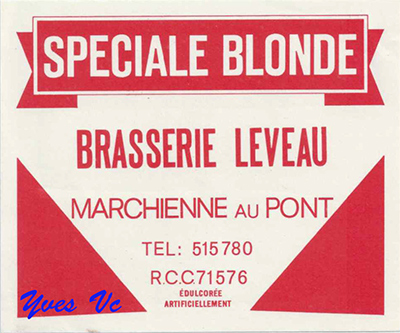 SPECIALE BLONDE
BRASSERIE LEVEAU
MARCHIENNE AU PONT
TEL: 515780
R.C.C.71576
ÉDULCORÉE
ARTIFICIELLEMENT
Yves Vc